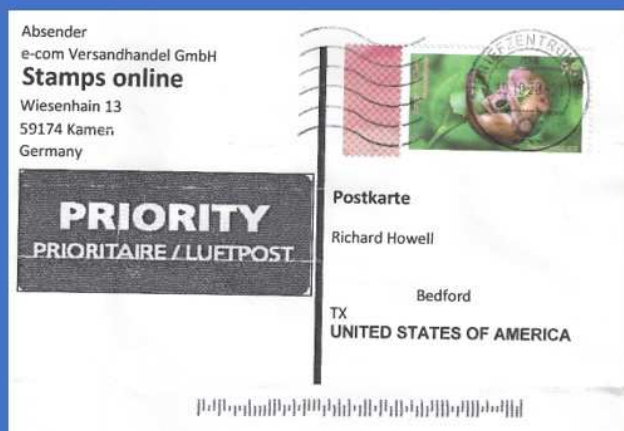 Absender
e-com Versandhandel GmbH
Stamps online
Wiesenhain 13
59174 Kamen
Germany
PRIORITY
PRIORITAIRE / LUFTPOST
BRIEFZENTRUM
Postkarte
Richard Howell
Bedford
TX
UNITED STATES OF AMERICA